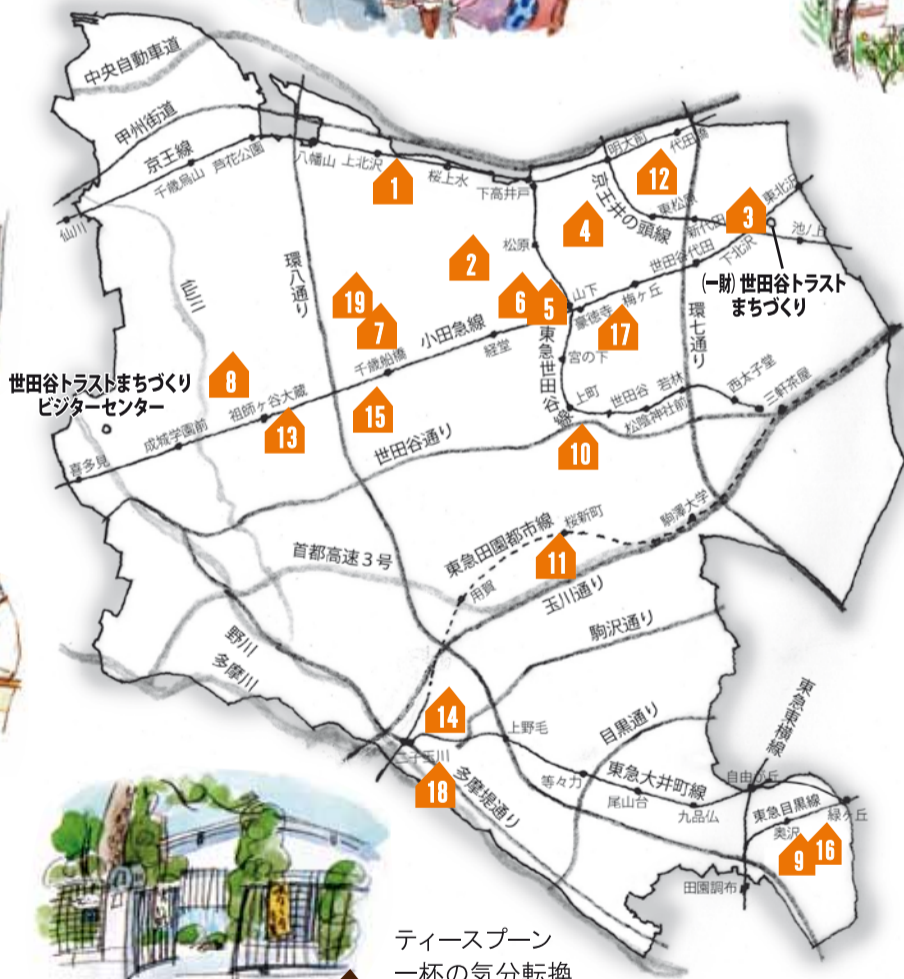 中央自動車道
甲州街道
京王線
仙川
千歳烏山
芦花公園
八幡山
上北沢
桜上水
下高井戸
明大前
代田橋
1
12
京王井の頭線
東松原
新代田
3
東北沢
池ノ上
下北沢
4
松原
2
環八通り
仙川
(一財)世田谷トラスト
まちづくり
世田谷代田
梅ヶ丘
豪徳寺
山下
6
5
17
19
7
小田急線
経堂
千歳船橋
東急世田谷線
宮の下
環七通り
8
世田谷トラストまちづくり
ビジターセンター
祖師ヶ谷大蔵
13
15
成城学園前
喜多見
上町
世田谷
若林
松陰神社前
西太子堂
三軒茶屋
世田谷通り
10
首都高速3号
東急田園都市線
桜新町
駒澤大学
11
用賀
玉川通り
駒沢通り
野川
多摩川
14
二子玉川
18
多摩堤通り
上野毛
目黒通り
東急東横線
等々力
東急大井町線
尾山台
九品仏
自由が丘
東急目黒線
緑ヶ丘
奥沢
9
16
田園調布
ティースプーン
一杯の気分転換